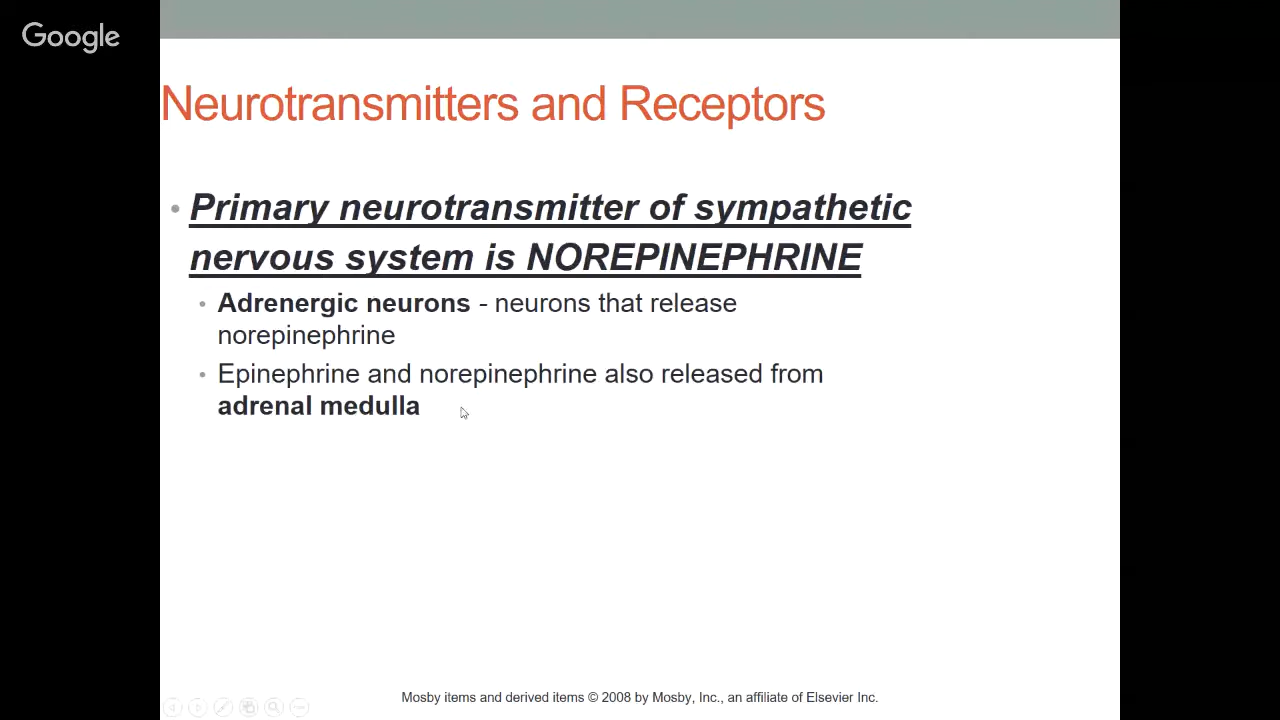 Google
Neurotransmitters and Receptors
• Primary neurotransmitter of sympathetic
nervous system is NOREPINEPHRINE
• Adrenergic neurons - neurons that release
norepinephrine
• Epinephrine and norepinephrine also released from
adrenal medulla
Mosby items and derived items © 2008 by Mosby, Inc., an affiliate of Elsevier Inc.